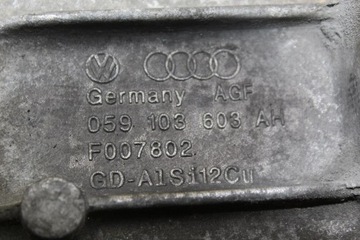 Germany AGF
059 103 603 AH
F007802
GD-AlSi12Cu